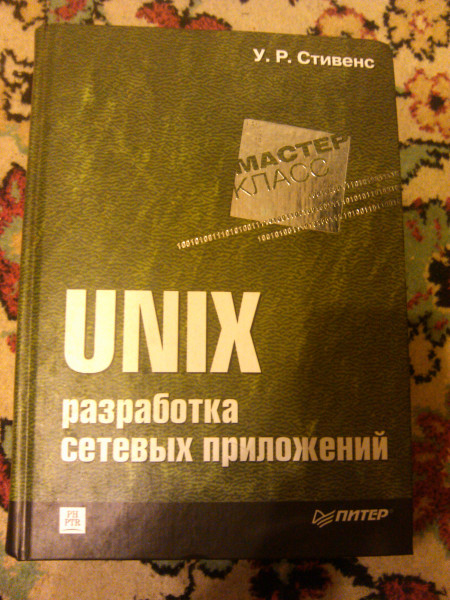 У. Р. Стивенс
МАСТЕР
КЛАСС
UNIX
разработка
сетевых приложений
PH
PTR
ПИТЕР